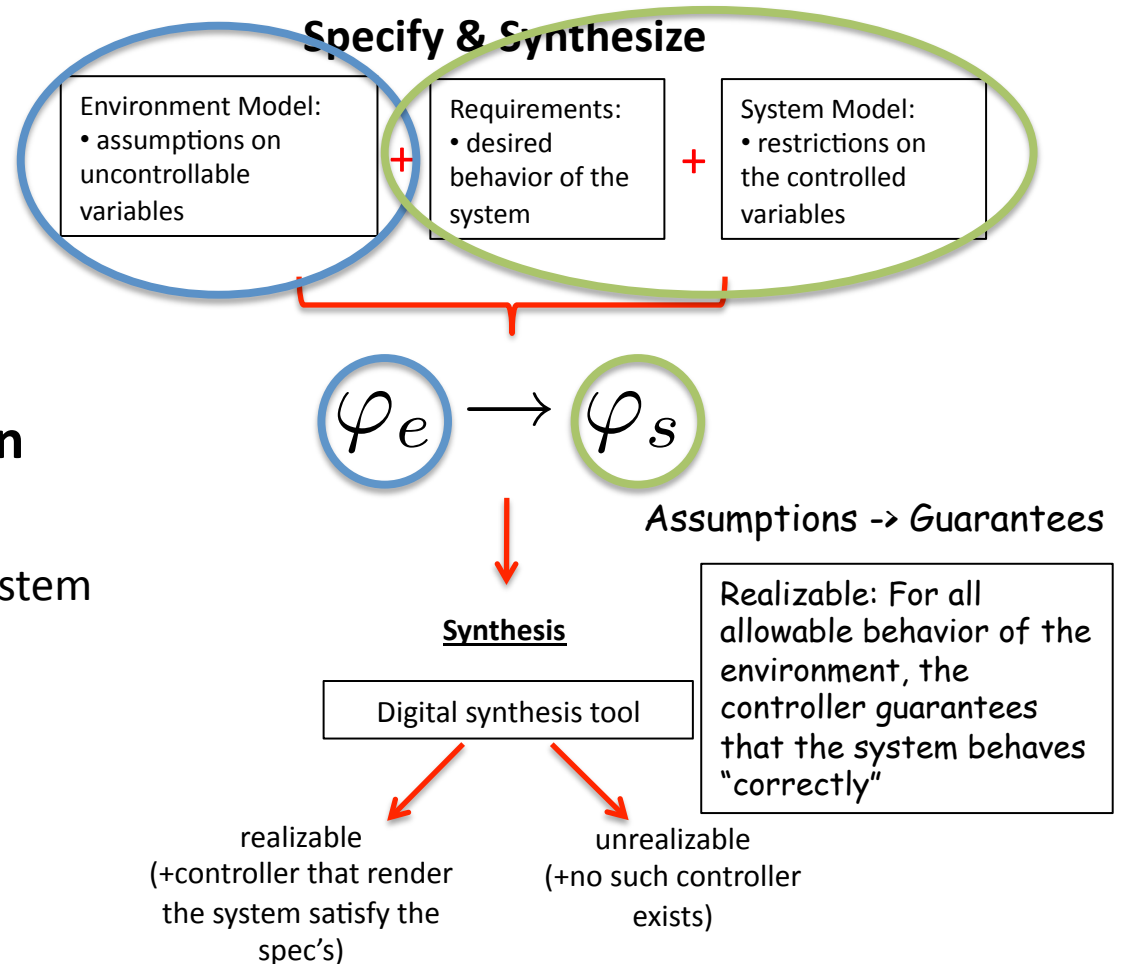 Specify & Synthesize
Environment Model:
• assumptions on
uncontrollable
variables
+
Requirements:
• desired
behavior of the
system
+
System Model:
• restrictions on
the controlled
variables
φe → φs
n
Assumptions -> Guarantees
stem
Synthesis
Digital synthesis tool
Realizable: For all
allowable behavior of the
environment, the
controller guarantees
that the system behaves
“correctly”
realizable
(+controller that render
the system satisfy the
spec's)
unrealizable
(+no such controller
exists)